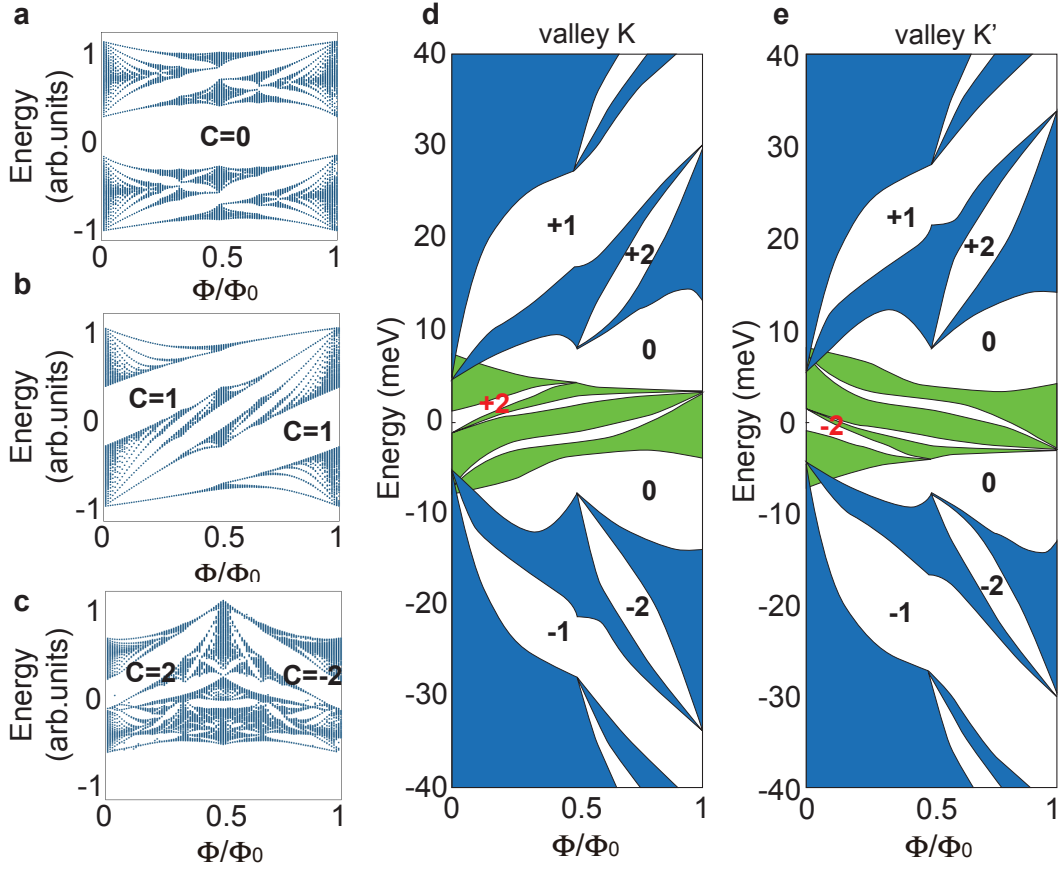 a
1
0
-1
Energy
(arb.units)
C=0
0
0.5
1
Φ/Φ0
b
1
0
-1
Energy
(arb.units)
C=1
C=1
0
0.5
1
Φ/Φ0
c
1
0
-1
Energy
(arb.units)
C=2
C=-2
0
0.5
1
Φ/Φ0
d
valley K
40
30
20
10
0
-10
-20
-30
-40
Energy (meV)
+1
+2
0
+2
0
-2
-1
0
0.5
1
Φ/Φ0
e
valley K'
40
30
20
10
0
-10
-20
-30
-40
Energy (meV)
+1
+2
0
-2
0
-2
-1
0
0.5
1
Φ/Φ0